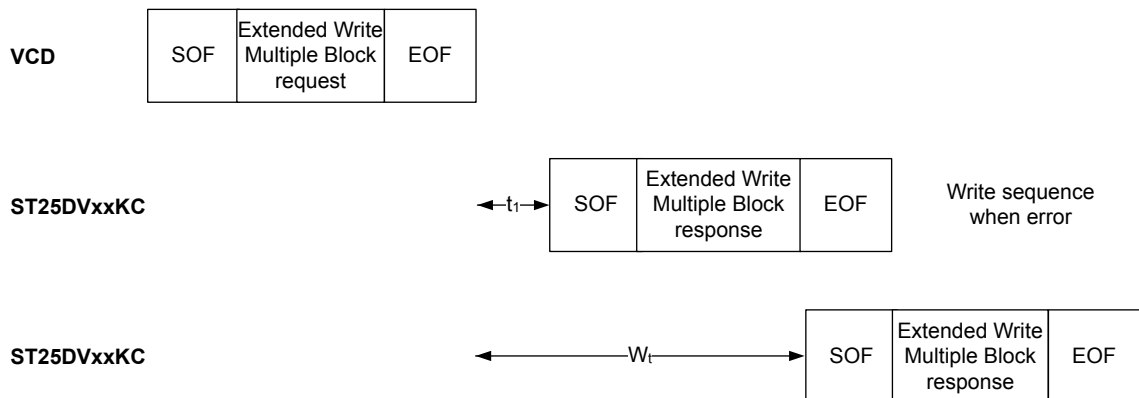 VCD
SOF
Extended Write
Multiple Block
request
EOF
ST25DVxxKC
t₁
SOF
Extended Write
Multiple Block
response
EOF
Write sequence
when error
ST25DVxxKC
Wₜ
SOF
Extended Write
Multiple Block
response
EOF